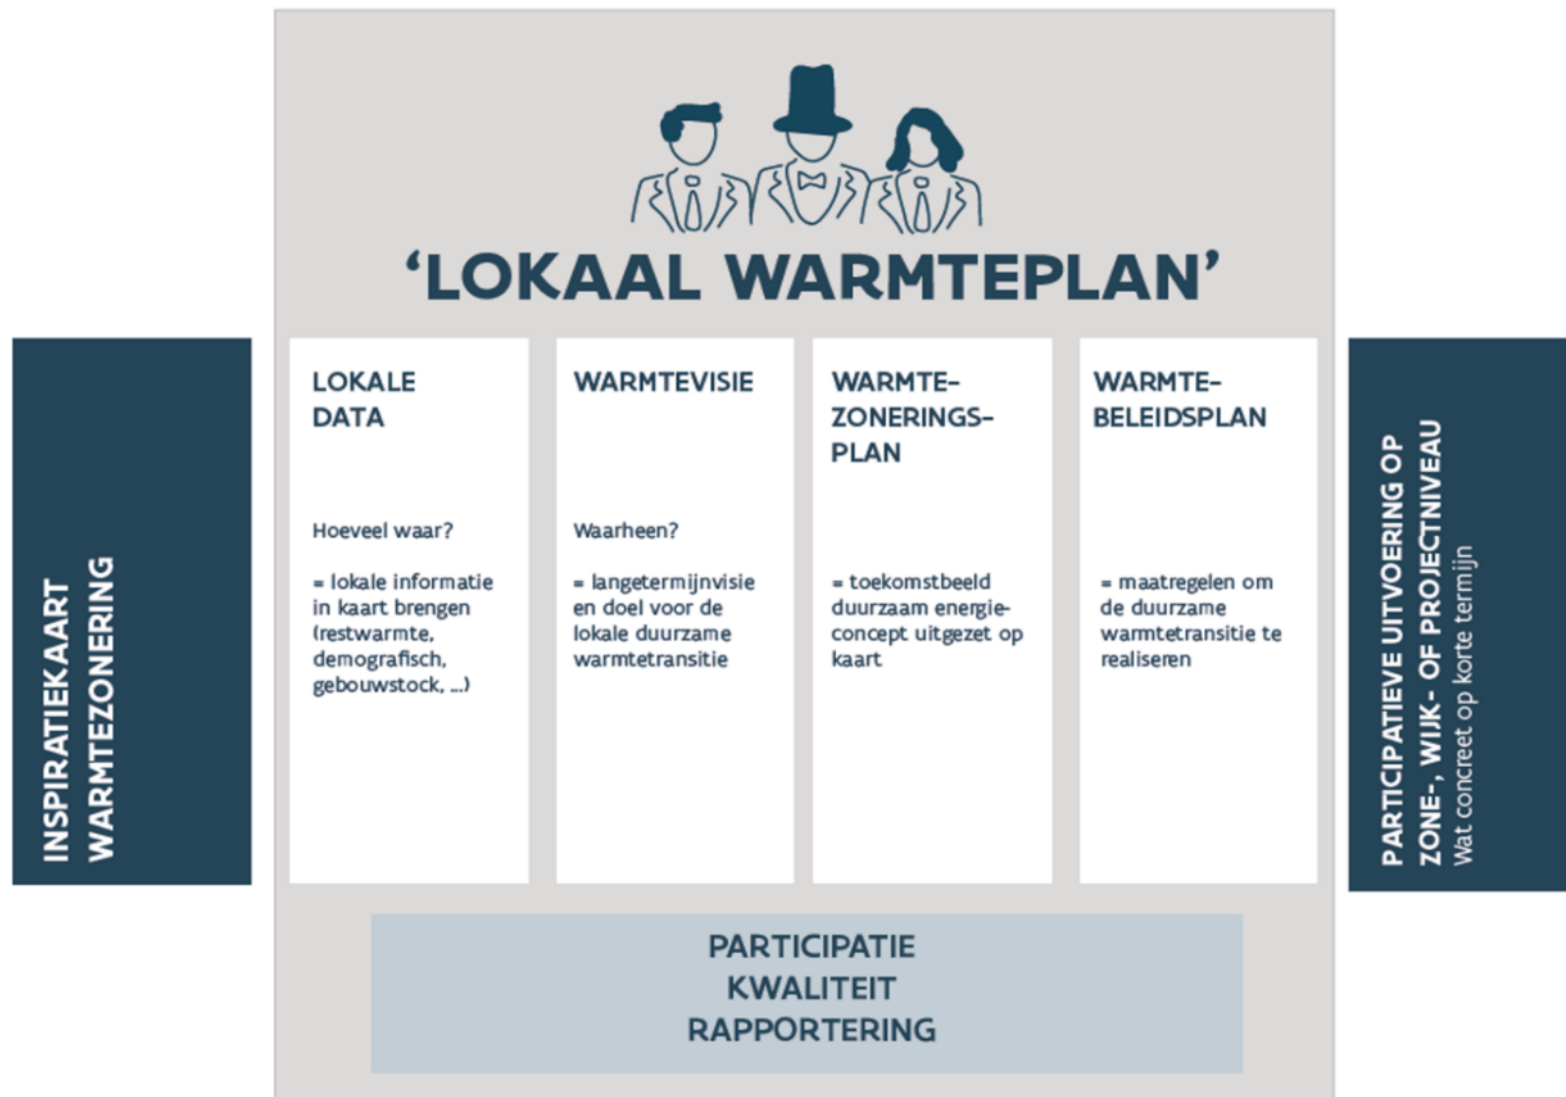 ‘LOKAAL WARMTEPLAN’
INSPIRATIEKAART
WARMTEZONERING
LOKALE
DATA
Hoeveel waar?
= lokale informatie
in kaart brengen
(restwarmte,
demografisch,
gebouwstock, ...)
WARMTEVISIE
Waarheen?
= langetermijnvisie
en doel voor de
lokale duurzame
warmtetransitie
WARMTE-
ZONERINGS-
PLAN
= toekomstbeeld
duurzaam energie-
concept uitgezet op
kaart
WARMTE-
BELEIDSPLAN
= maatregelen om
de duurzame
warmtetransitie te
realiseren
PARTICIPATIEVE UITVOERING OP
ZONE-, WIJK- OF PROJECTNIVEAU
Wat concreet op korte termijn
PARTICIPATIE
KWALITEIT
RAPPORTERING